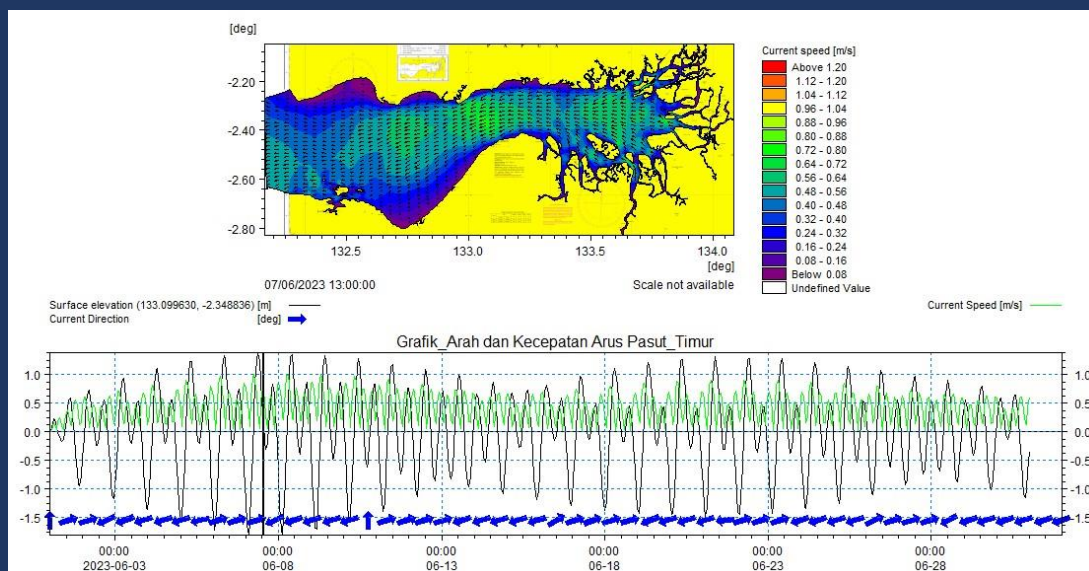 [deg]
P A P U A
-2.20
-2.40
-2.60
-2.80
132.5 133.0 133.5 134.0
[deg]
07/06/2023 13:00:00 Scale not available
Current speed [m/s]
Above 1.20
1.12 - 1.20
1.04 - 1.12
0.96 - 1.04
0.88 - 0.96
0.80 - 0.88
0.72 - 0.80
0.64 - 0.72
0.56 - 0.64
0.48 - 0.56
0.40 - 0.48
0.32 - 0.40
0.24 - 0.32
0.16 - 0.24
0.08 - 0.16
Below 0.08
Undefined Value
Surface elevation (133.099630, -2.348836) [m]
Current Direction [deg]
Current Speed [m/s]
Grafik_Arah dan Kecepatan Arus Pasut_Timur
1.0 1.0
0.5 0.5
0.0 0.0
-0.5 -0.5
-1.0 -1.0
-1.5 -1.5
00:00 00:00 00:00 00:00 00:00 00:00
2023-06-03 06-08 06-13 06-18 06-23 06-28